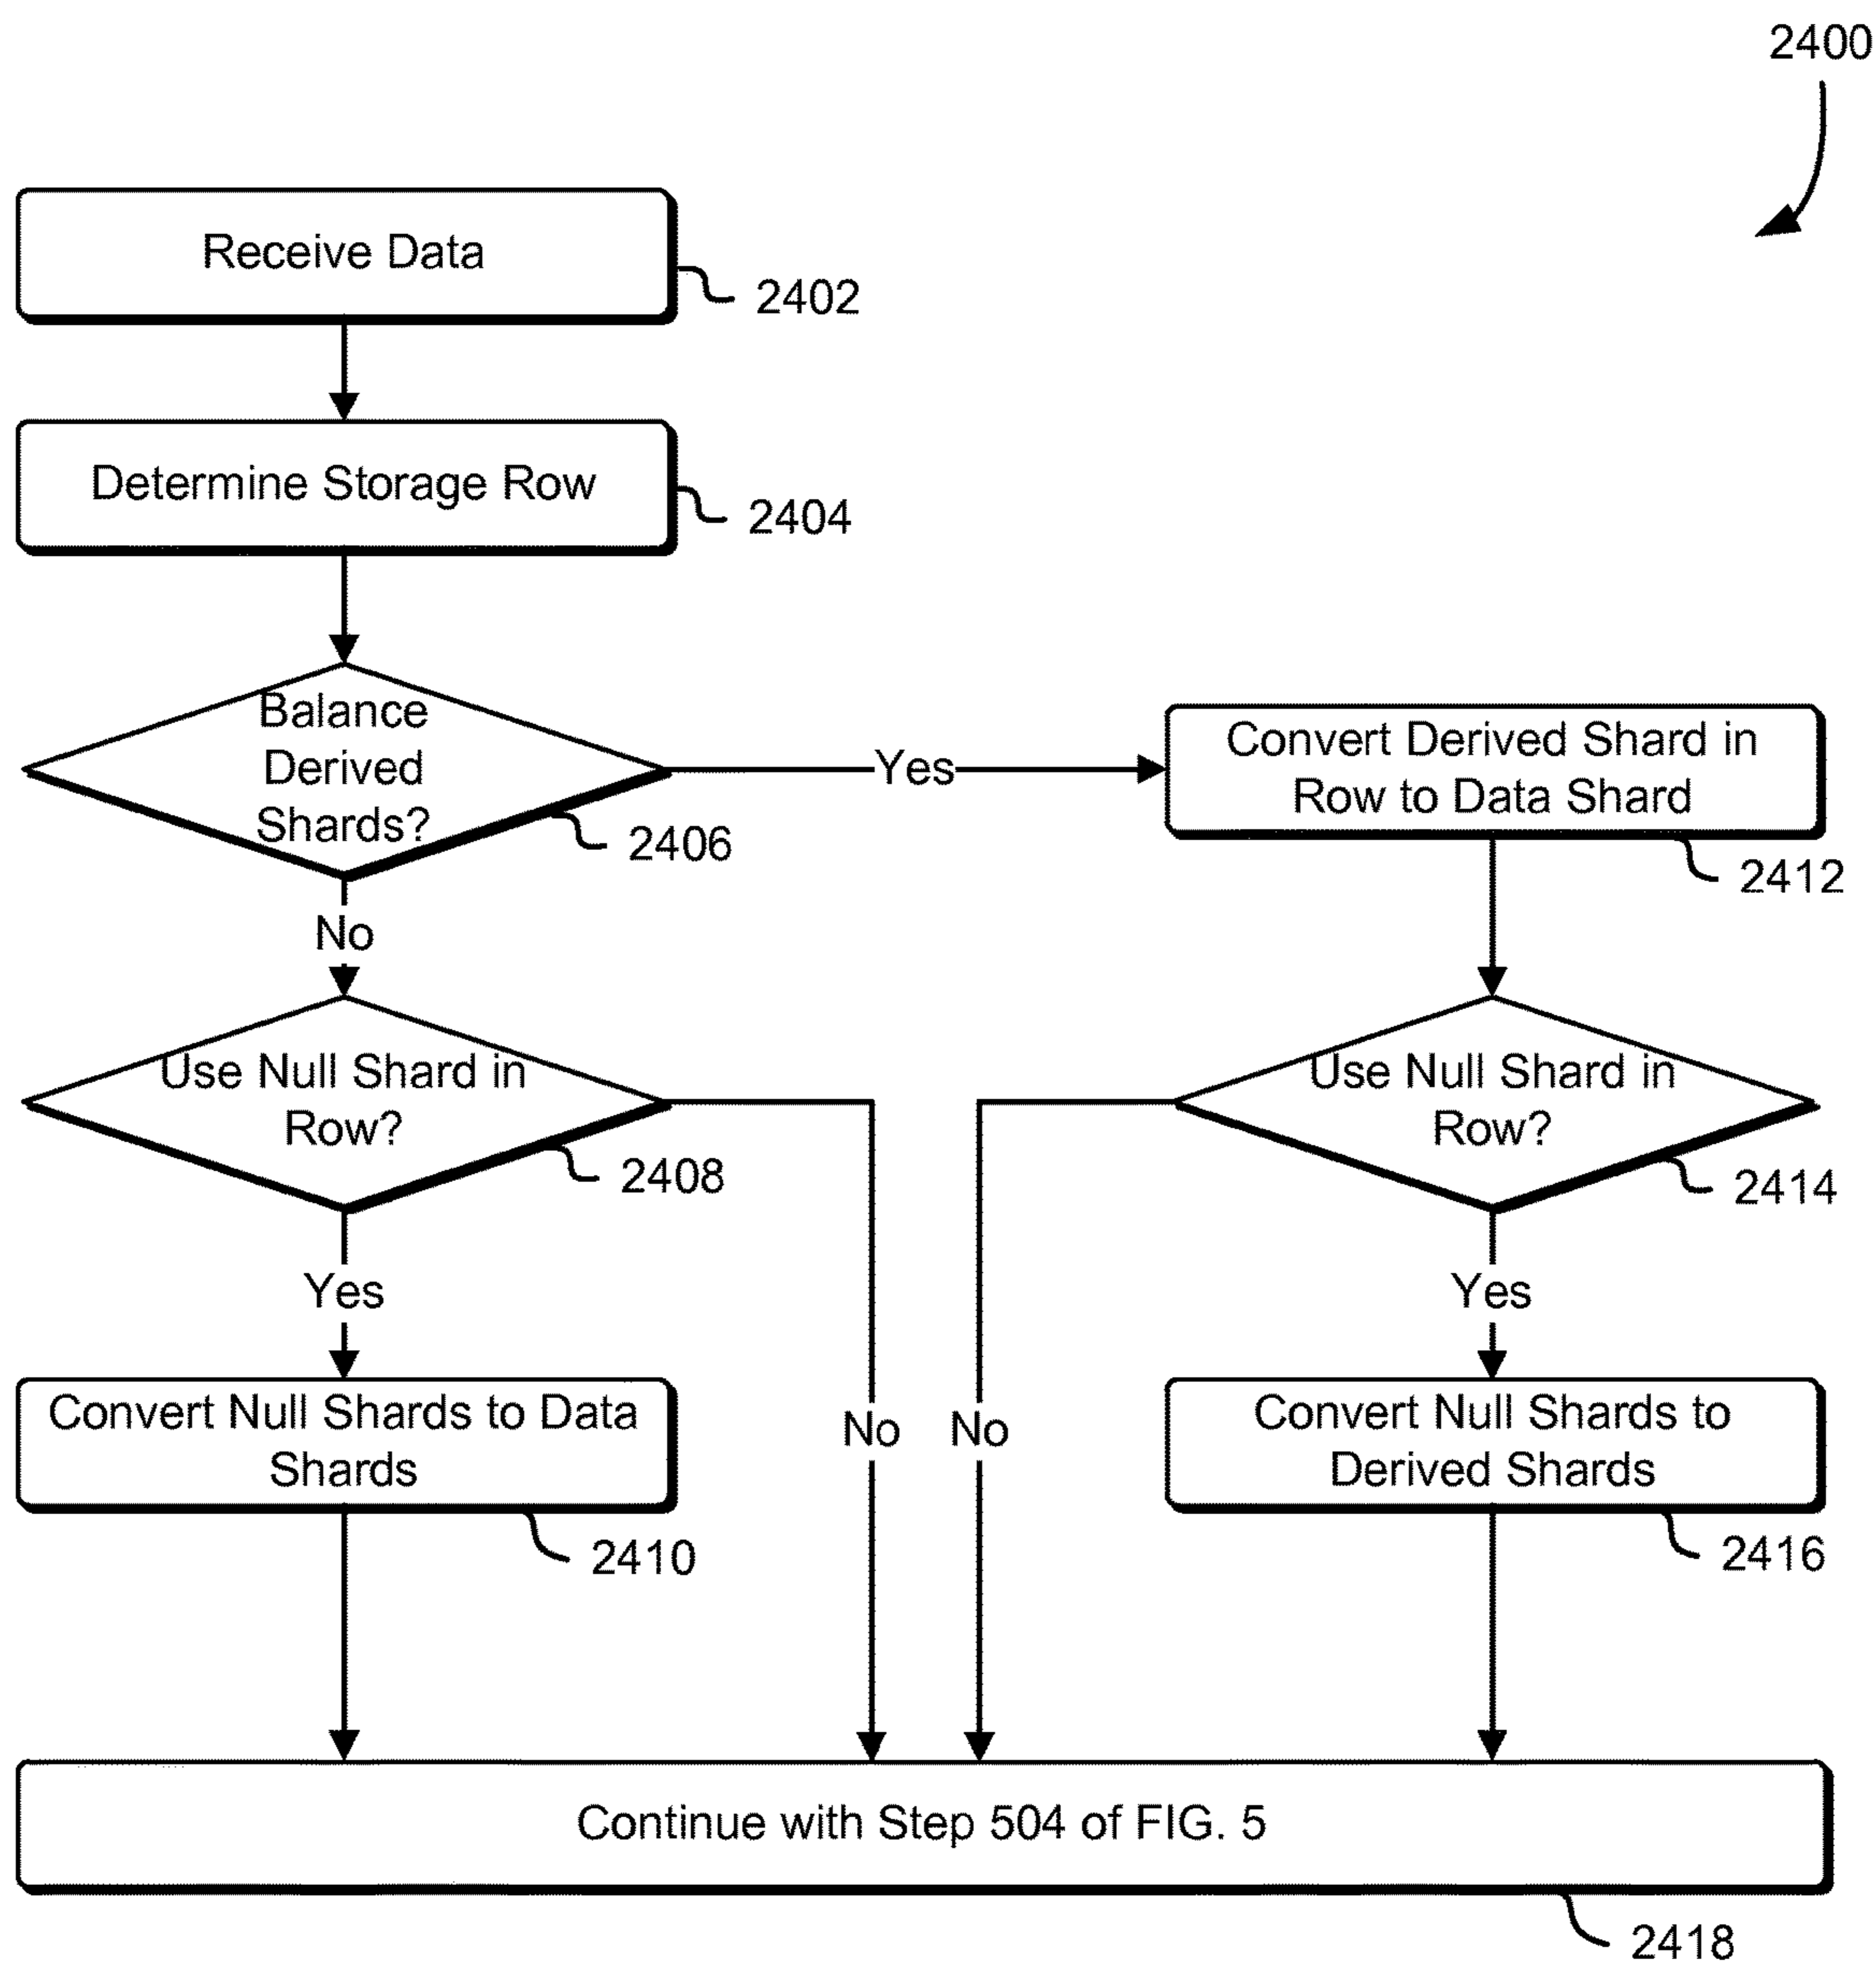 2400
Receive Data
2402
Determine Storage Row
2404
Balance
Derived
Shards?
2406
Yes
Convert Derived Shard in
Row to Data Shard
2412
No
Use Null Shard in
Row?
2408
Use Null Shard in
Row?
2414
Yes
No
No
Yes
Convert Null Shards to Data
Shards
2410
Convert Null Shards to
Derived Shards
2416
Continue with Step 504 of FIG. 5
2418